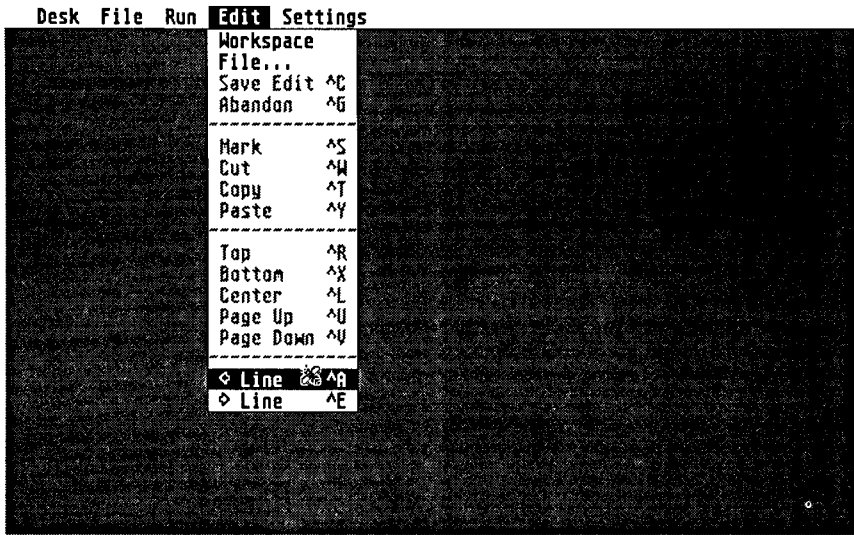 Desk File Run Edit Settings
Workspace
File...
Save Edit ^C
Abandon ^G
Mark ^S
Cut ^W
Copy ^T
Paste ^Y
Top ^R
Bottom ^X
Center ^L
Page Up ^U
Page Down ^V
◇ Line ^A
◇ Line ^E